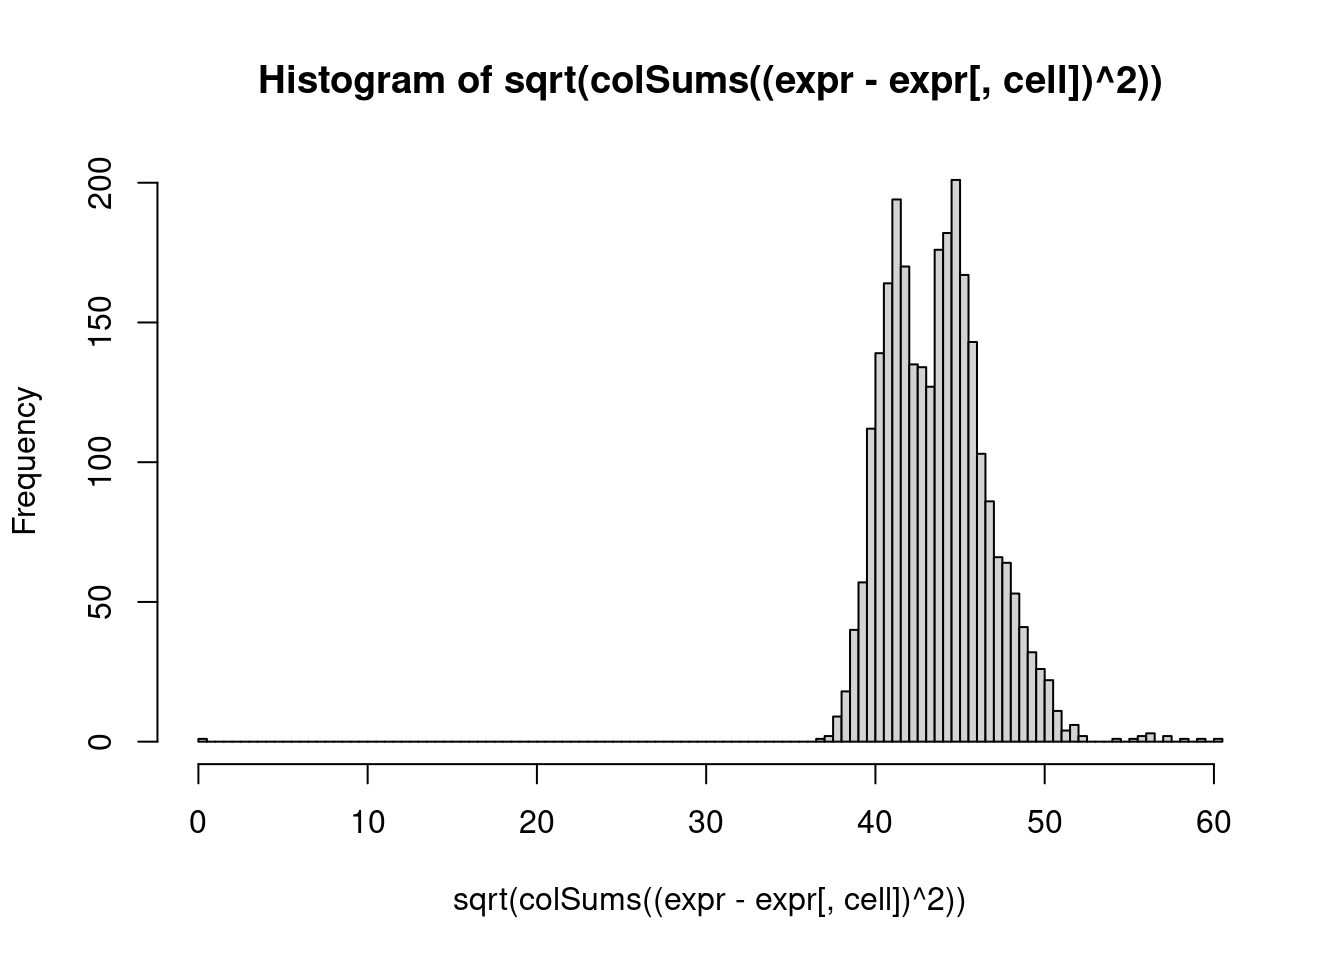 Histogram of sqrt(colSums((expr - expr[, cell])^2))
200
150
100
50
0
Frequency
0 10 20 30 40 50 60
sqrt(colSums((expr - expr[, cell])^2))